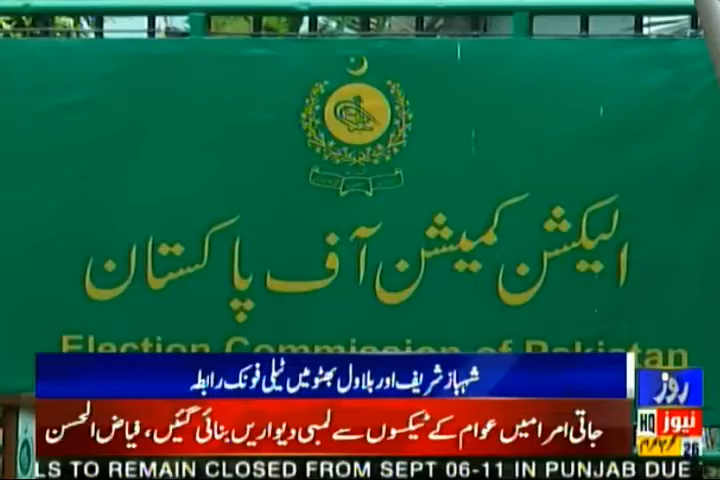 الیکشن کمیشن آف پاکستان
Election Commission of Pakistan
شہباز شریف اور بلاول بھٹو میں ٹیلی فونک رابطہ
جاتی امرا میں عوام کے ٹیکسوں سے لمبی دیواریں بنائی گئیں، فیاض الحسن
روز
HQ نیوز
26
LS TO REMAIN CLOSED FROM SEPT 06-11 IN PUNJAB DUE